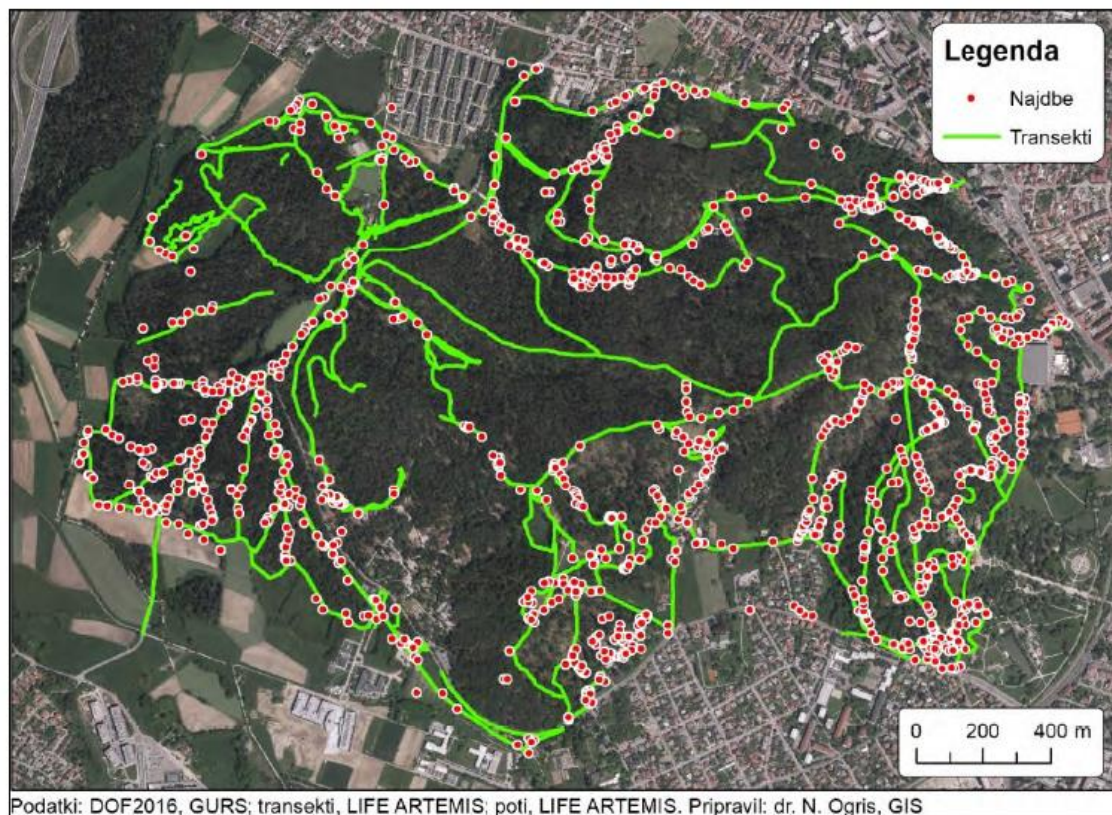 Legenda
Najdbe
Transekti
0 200 400 m
Podatki: DOF2016, GURS; transekti, LIFE ARTEMIS; poti, LIFE ARTEMIS. Pripravil: dr. N. Ogris, GIS